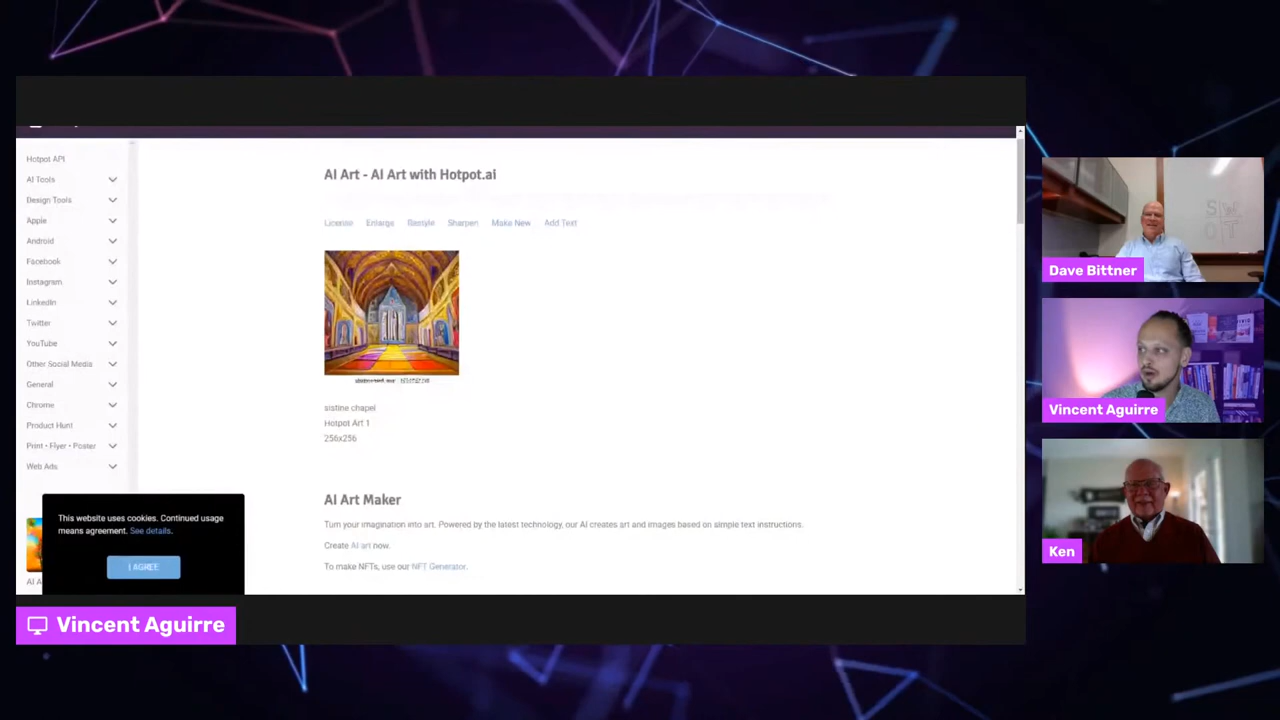 Hotpot API
AI Tools
Design Tools
Apple
Android
Facebook
Instagram
LinkedIn
Twitter
YouTube
Other Social Media
General
Chrome
Product Hunt
Print • Flyer • Poster
Web Ads
AI A
This website uses cookies. Continued usage
means agreement. See details.
I AGREE
AI Art - AI Art with Hotpot.ai
License Enlarge Restyle Sharpen Make New Add Text
sistine chapel
Hotpot Art 1
256x256
AI Art Maker
Turn your imagination into art. Powered by the latest technology, our AI creates art and images based on simple text instructions.
Create AI art now.
To make NFTs, use our NFT Generator.
Vincent Aguirre
S W
O T
Dave Bittner
Vincent Aguirre
Ken